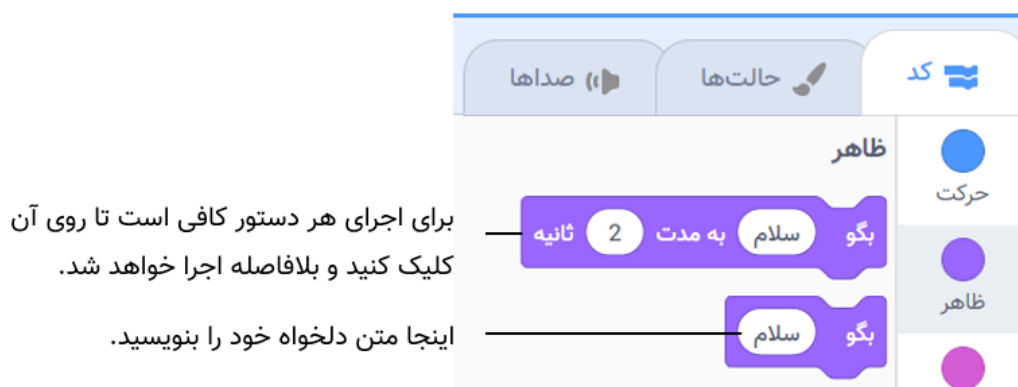 کد
حالت‌ها
صداها
حرکت
ظاهر
ظاهر
بگو سلام به مدت 2 ثانیه
بگو سلام
برای اجرای هر دستور کافی است تا روی آن
کلیک کنید و بلافاصله اجرا خواهد شد.
اینجا متن دلخواه خود را بنویسید.